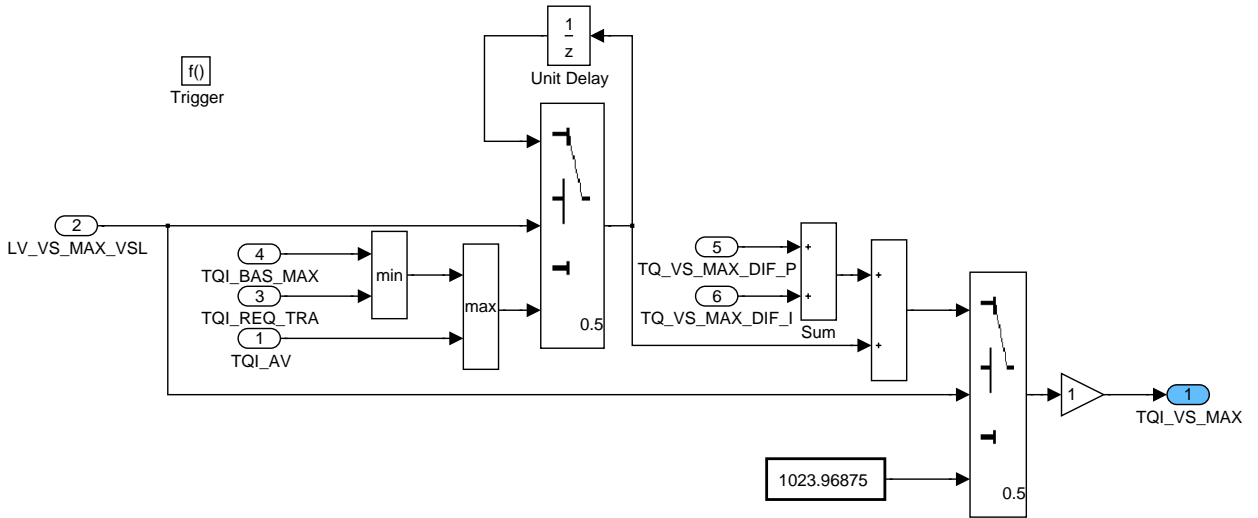 1
z
Unit Delay
f()
Trigger
2
LV_VS_MAX_VSL
4
TQI_BAS_MAX
3
TQI_REQ_TRA
1
TQI_AV
min
max
0.5
5
TQ_VS_MAX_DIF_P
6
TQ_VS_MAX_DIF_I
+
+
Sum
+
+
1023.96875
0.5
1
1
TQI_VS_MAX